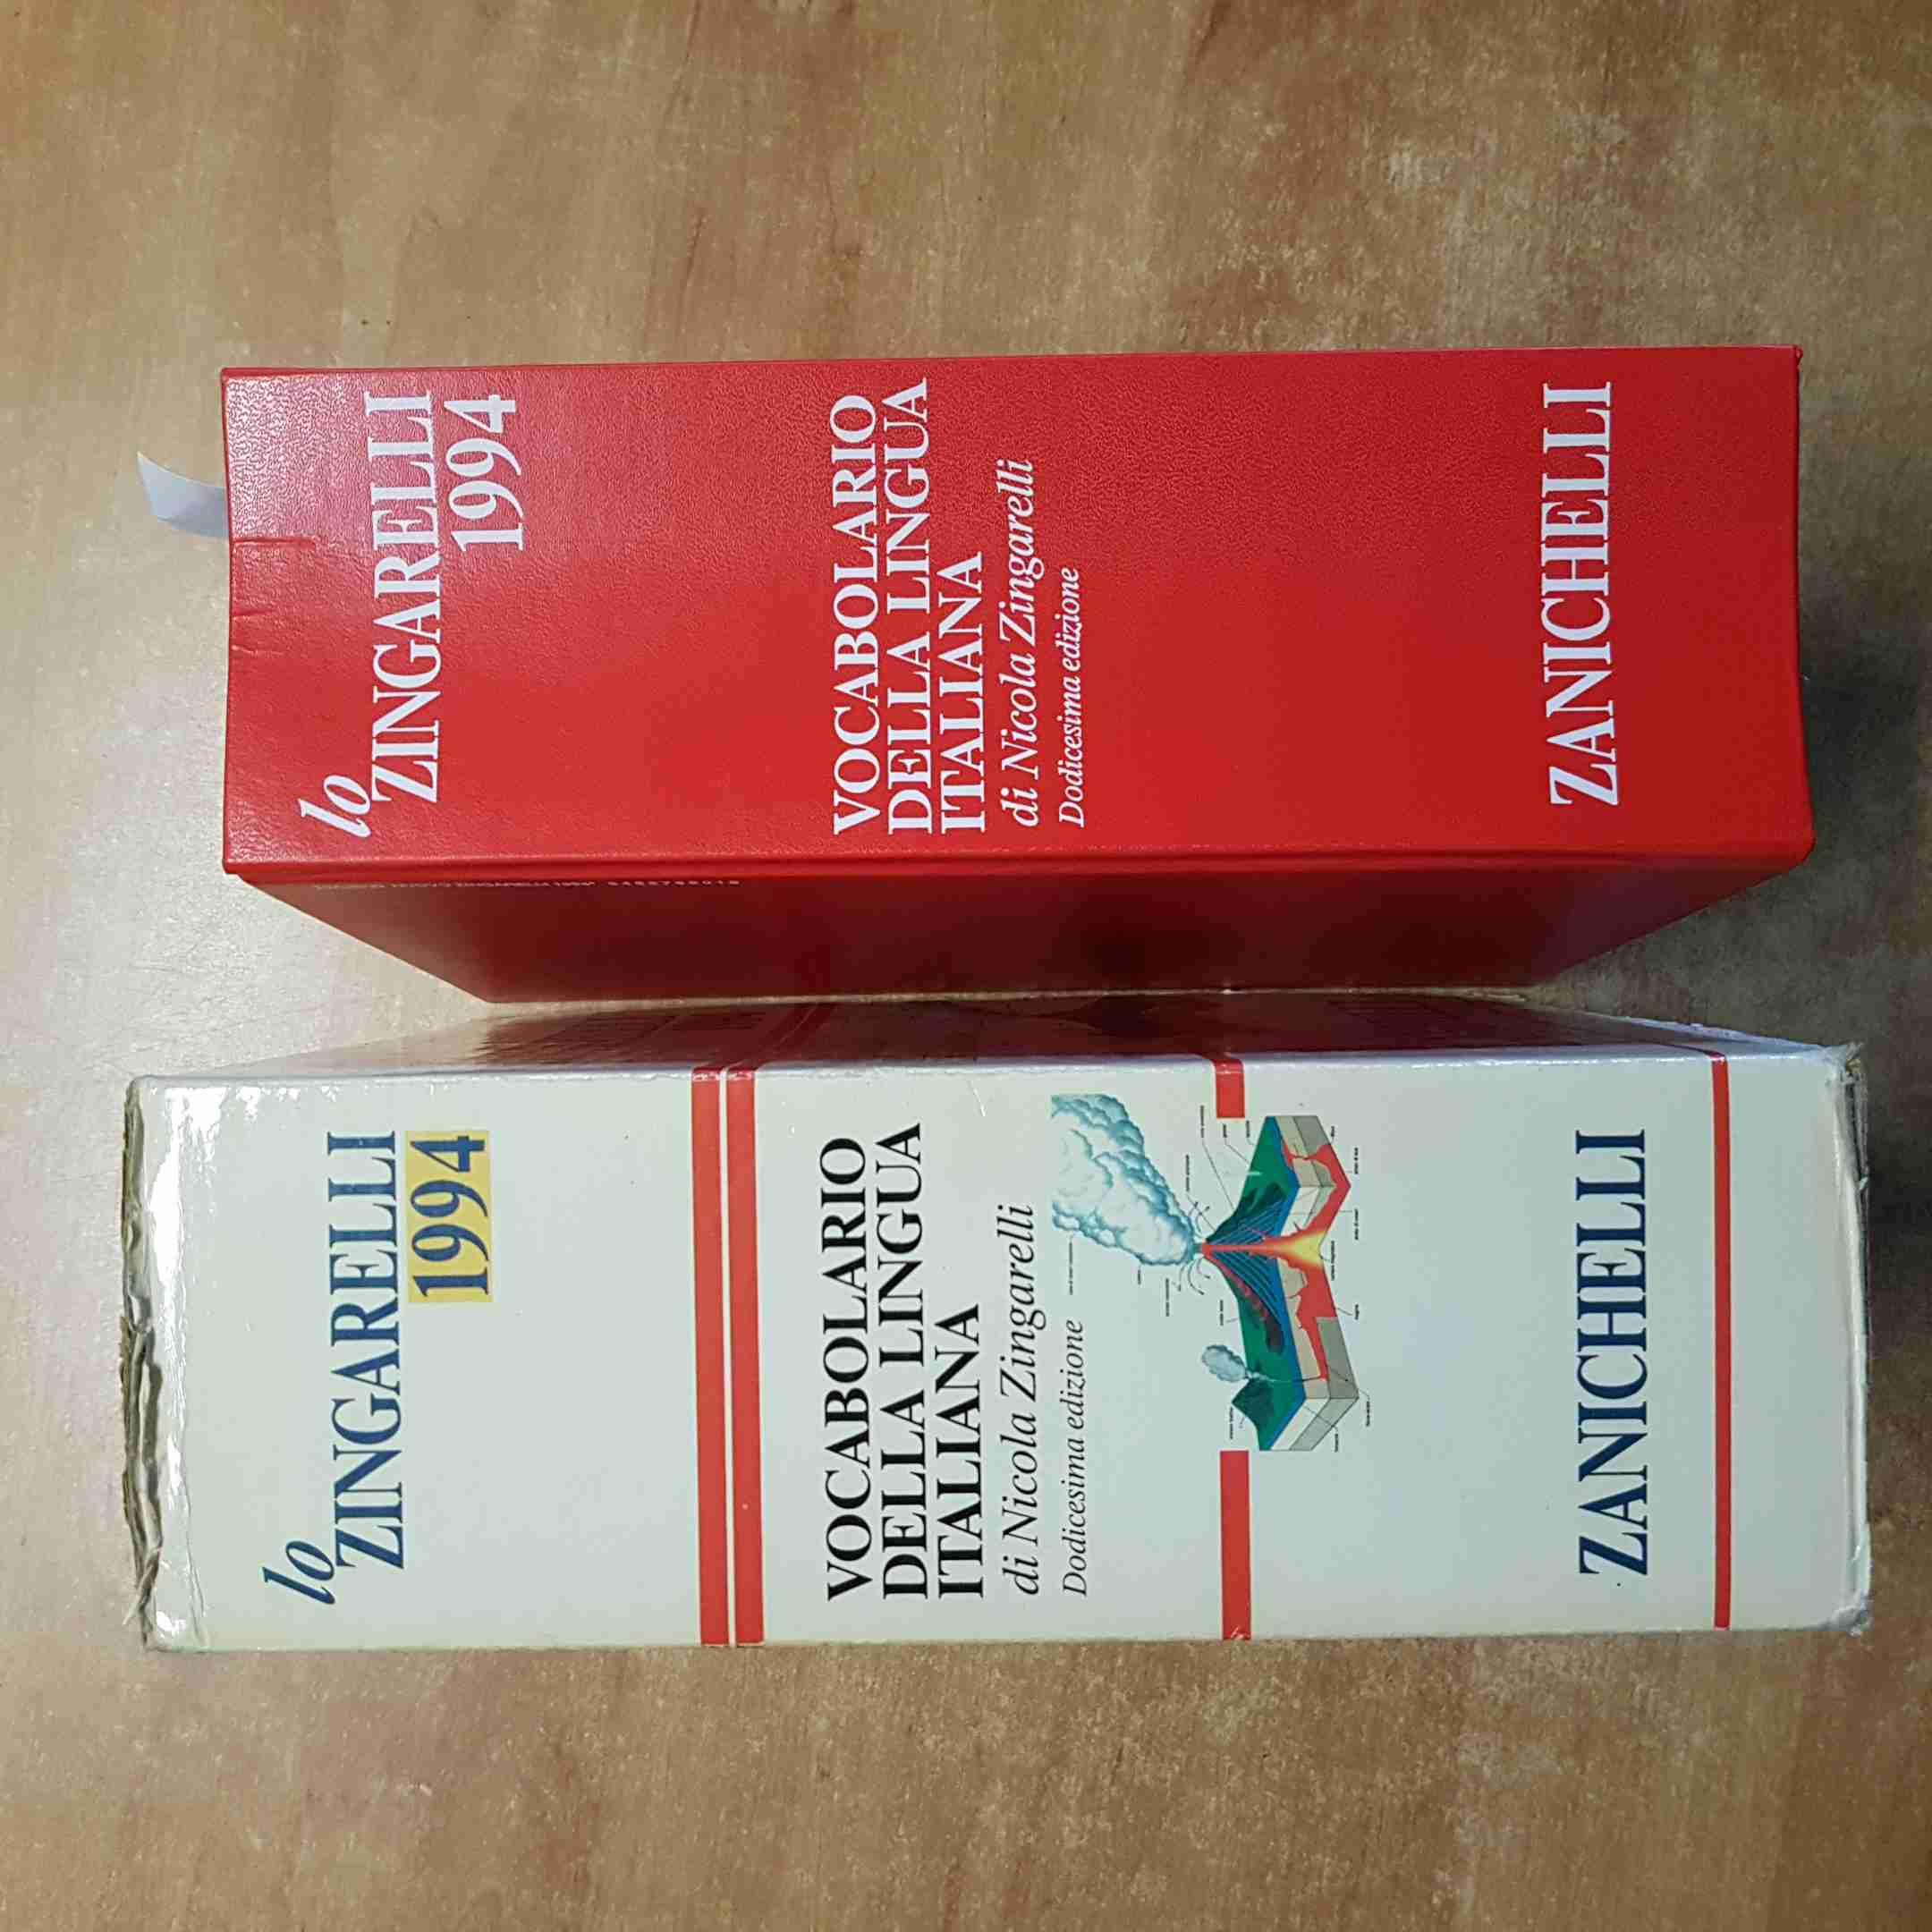 lo
ZINGARELLI
1994
VOCABOLARIO
DELLA LINGUA
ITALIANA
di Nicola Zingarelli
Dodicesima edizione
ZANICHELLI
lo
ZINGARELLI
1994
VOCABOLARIO
DELLA LINGUA
ITALIANA
di Nicola Zingarelli
Dodicesima edizione
ZANICHELLI